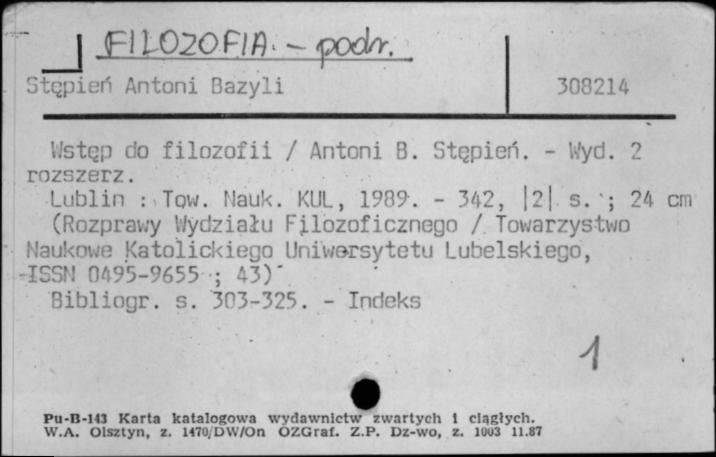 FILOZOFIA. - podr.
Stępień Antoni Bazyli 308214
Wstęp do filozofii / Antoni B. Stępień. - Wyd. 2
rozszerz.
Lublin : Tow. Nauk. KUL, 1989. - 342, |2| s. ; 24 cm
(Rozprawy Wydziału Filozoficznego / Towarzystwo
Naukowe Katolickiego Uniwersytetu Lubelskiego,
ISSN 0495-9655 ; 43)
Bibliogr. s. 303-325. - Indeks
1
Pu-B-143 Karta katalogowa wydawnictw zwartych i ciągłych.
W.A. Olsztyn, z. 1470/DW/On OZGraf. Z.P. Dz-wo, z. 1003 11.87